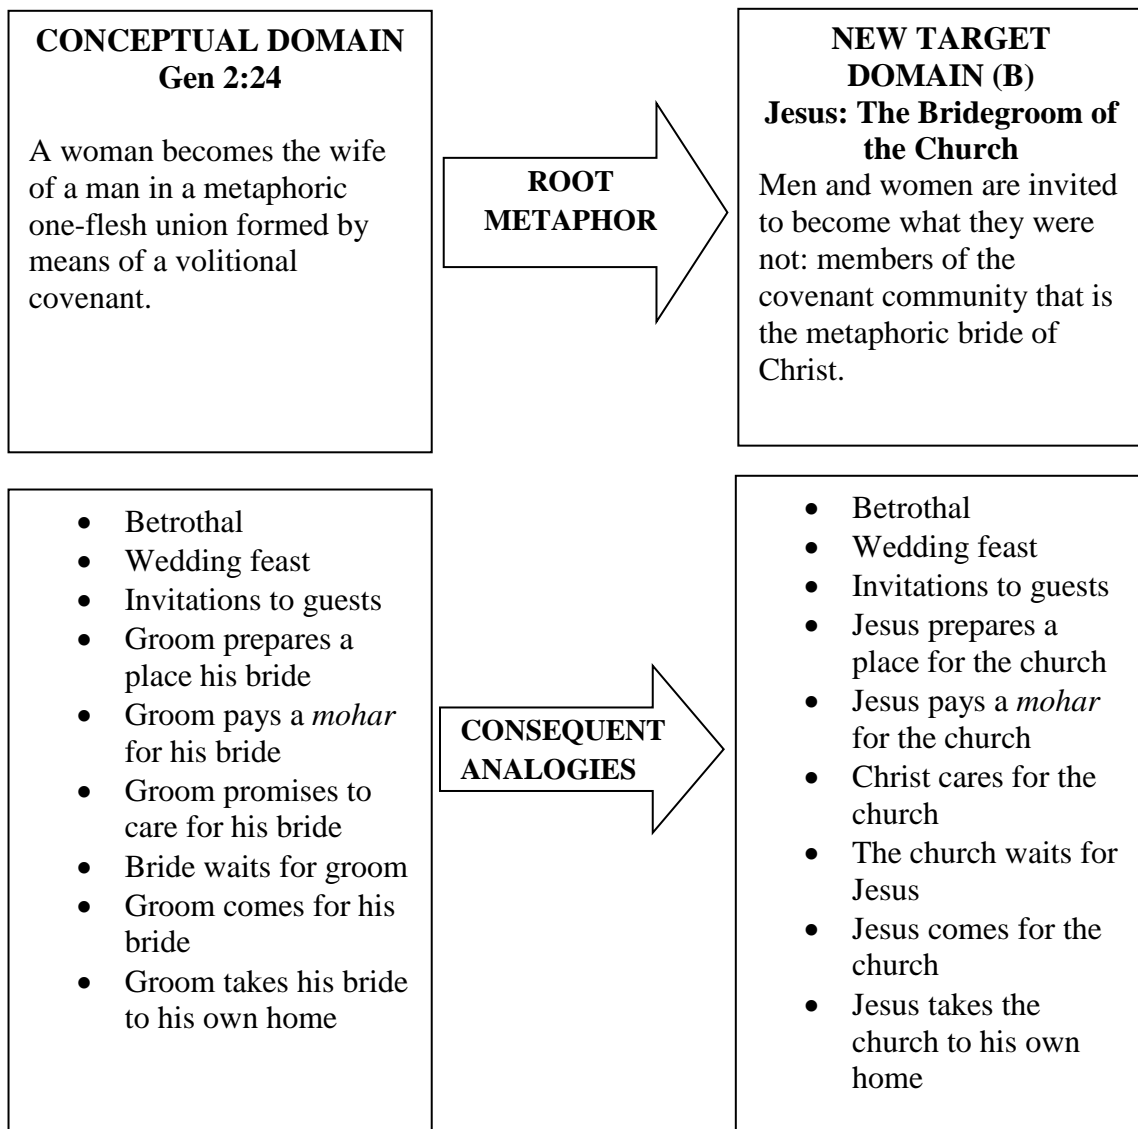 CONCEPTUAL DOMAIN
Gen 2:24
A woman becomes the wife
of a man in a metaphoric
one-flesh union formed by
means of a volitional
covenant.
ROOT
METAPHOR
NEW TARGET
DOMAIN (B)
Jesus: The Bridegroom of
the Church
Men and women are invited
to become what they were
not: members of the
covenant community that is
the metaphoric bride of
Christ.
• Betrothal
• Wedding feast
• Invitations to guests
• Groom prepares a
place his bride
• Groom pays a mohar
for his bride
• Groom promises to
care for his bride
• Bride waits for groom
• Groom comes for his
bride
• Groom takes his bride
to his own home
CONSEQUENT
ANALOGIES
• Betrothal
• Wedding feast
• Invitations to guests
• Jesus prepares a
place for the church
• Jesus pays a mohar
for the church
• Christ cares for the
church
• The church waits for
Jesus
• Jesus comes for the
church
• Jesus takes the
church to his own
home